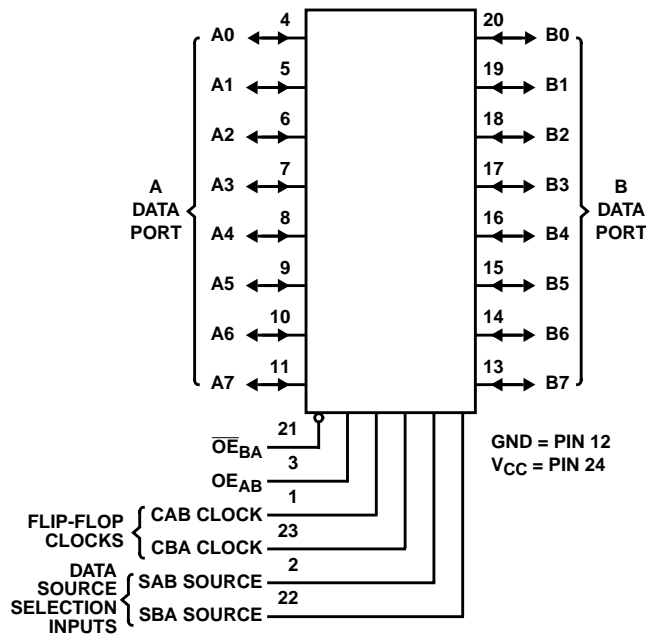 A
DATA
PORT
A0
4
A1
5
A2
6
A3
7
A4
8
A5
9
A6
10
A7
11
20
B0
19
B1
18
B2
17
B3
16
B4
15
B5
14
B6
13
B7
B
DATA
PORT
21
OEBA
3
OEAB
FLIP-FLOP
CLOCKS
1
CAB CLOCK
23
CBA CLOCK
DATA
SOURCE
SELECTION
INPUTS
2
SAB SOURCE
22
SBA SOURCE
GND = PIN 12
VCC = PIN 24